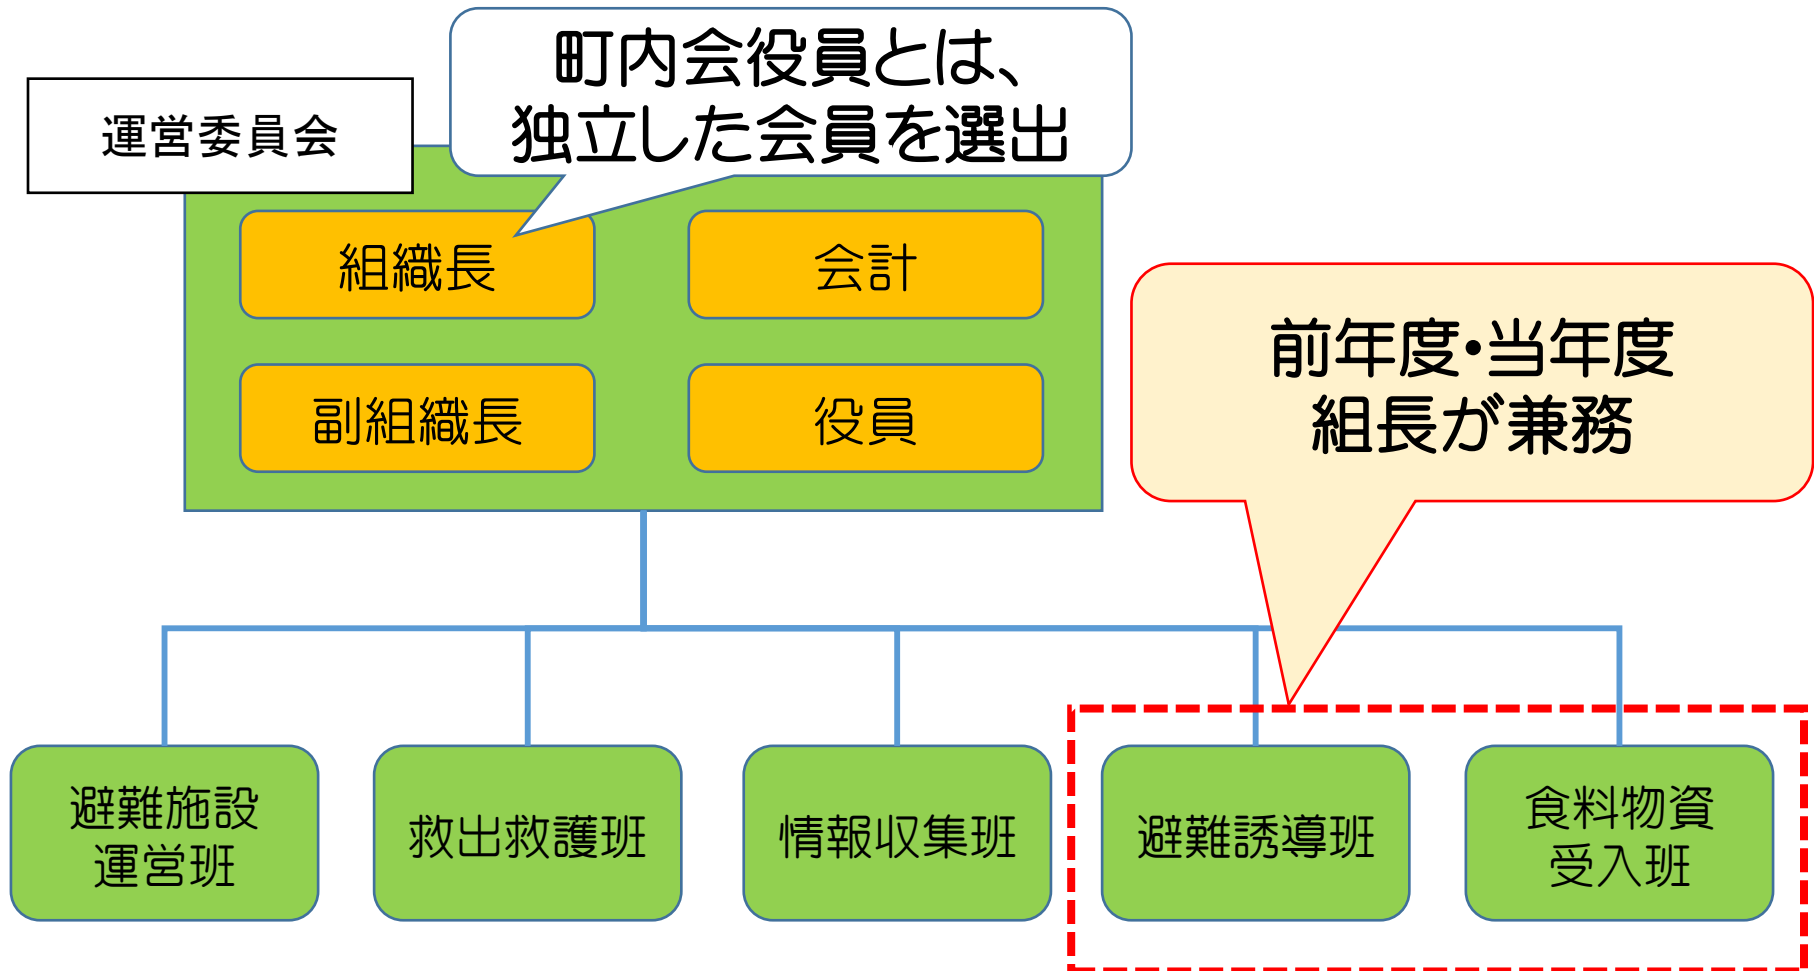 町内会役員とは、
独立した会員を選出
運営委員会
組織長
会計
副組織長
役員
前年度・当年度
組長が兼務
避難施設
運営班
救出救護班
情報収集班
避難誘導班
食料物資
受入班